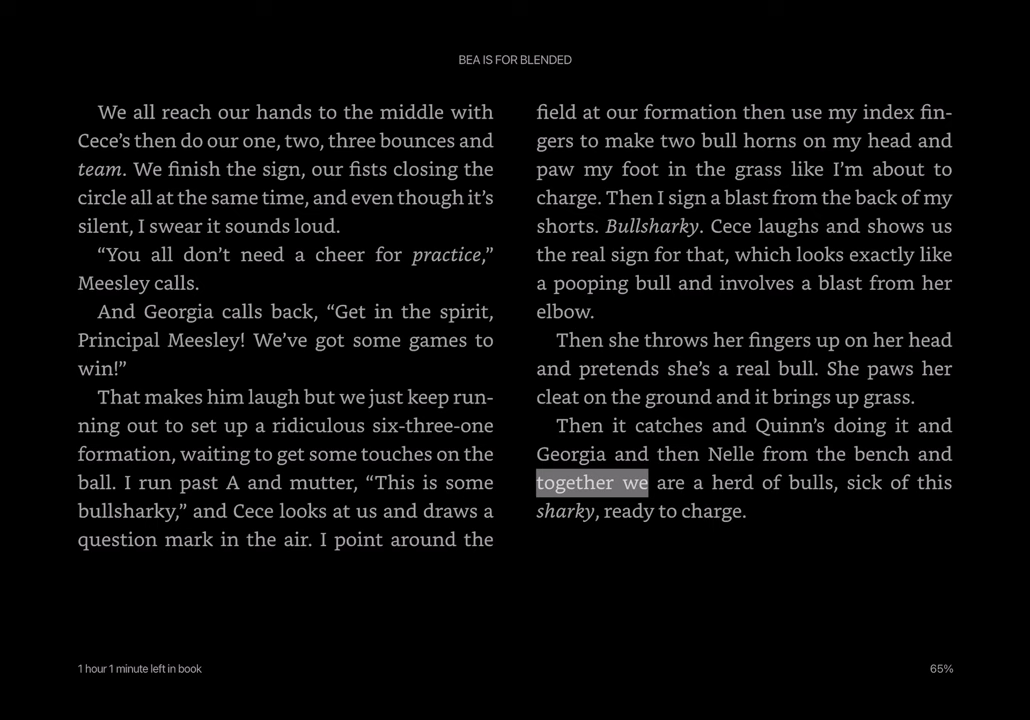 BEA IS FOR BLENDED
We all reach our hands to the middle with
Cece’s then do our one, two, three bounces and
team. We finish the sign, our fists closing the
circle all at the same time, and even though it’s
silent, I swear it sounds loud.
“You all don’t need a cheer for practice,”
Meesley calls.
And Georgia calls back, “Get in the spirit,
Principal Meesley! We’ve got some games to
win!”
That makes him laugh but we just keep run-
ning out to set up a ridiculous six-three-one
formation, waiting to get some touches on the
ball. I run past A and mutter, “This is some
bullsharky,” and Cece looks at us and draws a
question mark in the air. I point around the
field at our formation then use my index fin-
gers to make two bull horns on my head and
paw my foot in the grass like I’m about to
charge. Then I sign a blast from the back of my
shorts. Bullsharky. Cece laughs and shows us
the real sign for that, which looks exactly like
a pooping bull and involves a blast from her
elbow.
Then she throws her fingers up on her head
and pretends she’s a real bull. She paws her
cleat on the ground and it brings up grass.
Then it catches and Quinn’s doing it and
Georgia and then Nelle from the bench and
together we are a herd of bulls, sick of this
sharky, ready to charge.
1 hour 1 minute left in book
65%